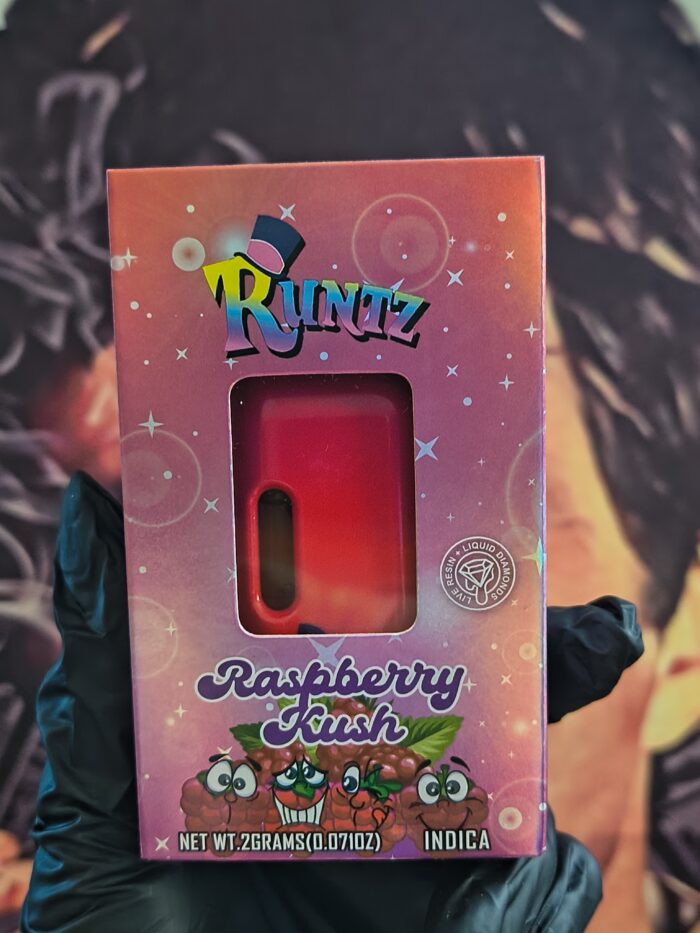 RUNTZ
LIVE RESIN + LIQUID DIAMONDS
Raspberry
Kush
NET WT.2GRAMS(0.071OZ)
INDICA